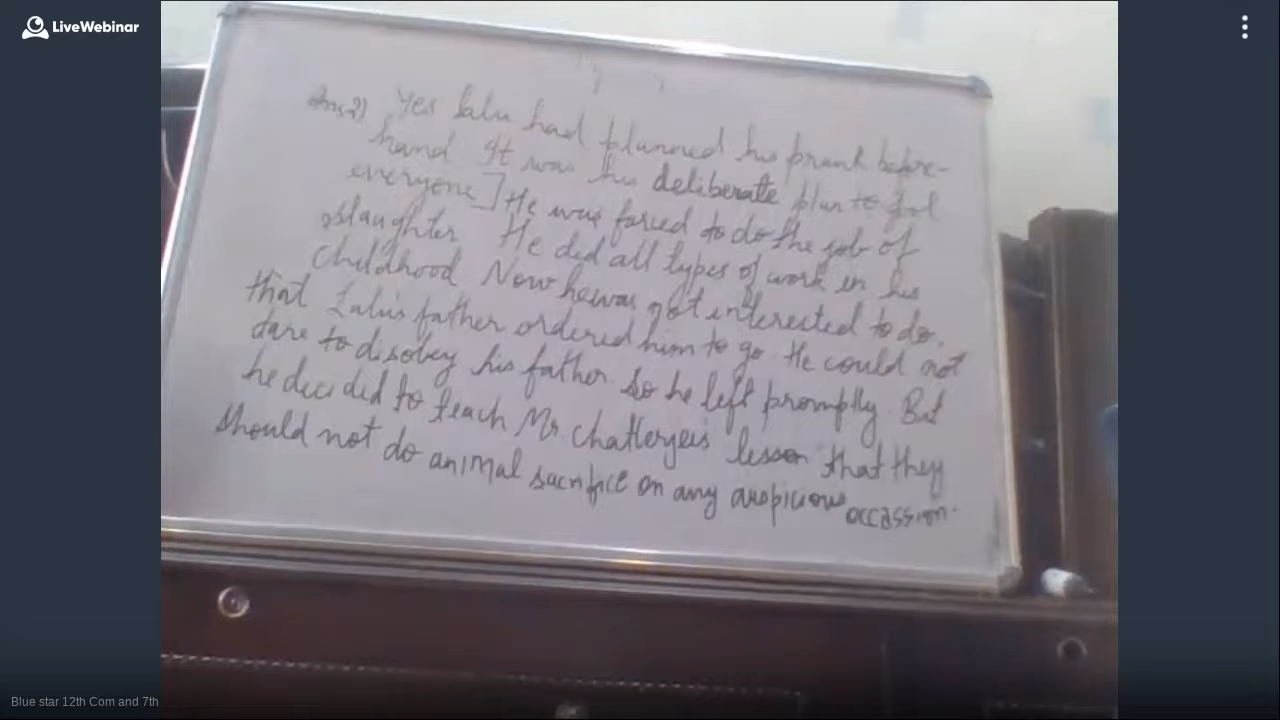 LiveWebinar
Ans2) Yes Lalu had planned his prank before-
hand It was his deliberate plan to fool
everyone] He was forced to do the job of
slaughter He did all types of work in his
childhood Now he was not interested to do.
that Lalu's father ordered him to go. He could not
dare to disobey his father. So he left promptly. But
he decided to teach Mr. Chatterjee's lesson that they
should not do animal sacrifice on any auspicious occassion.
Blue star 12th Com and 7th